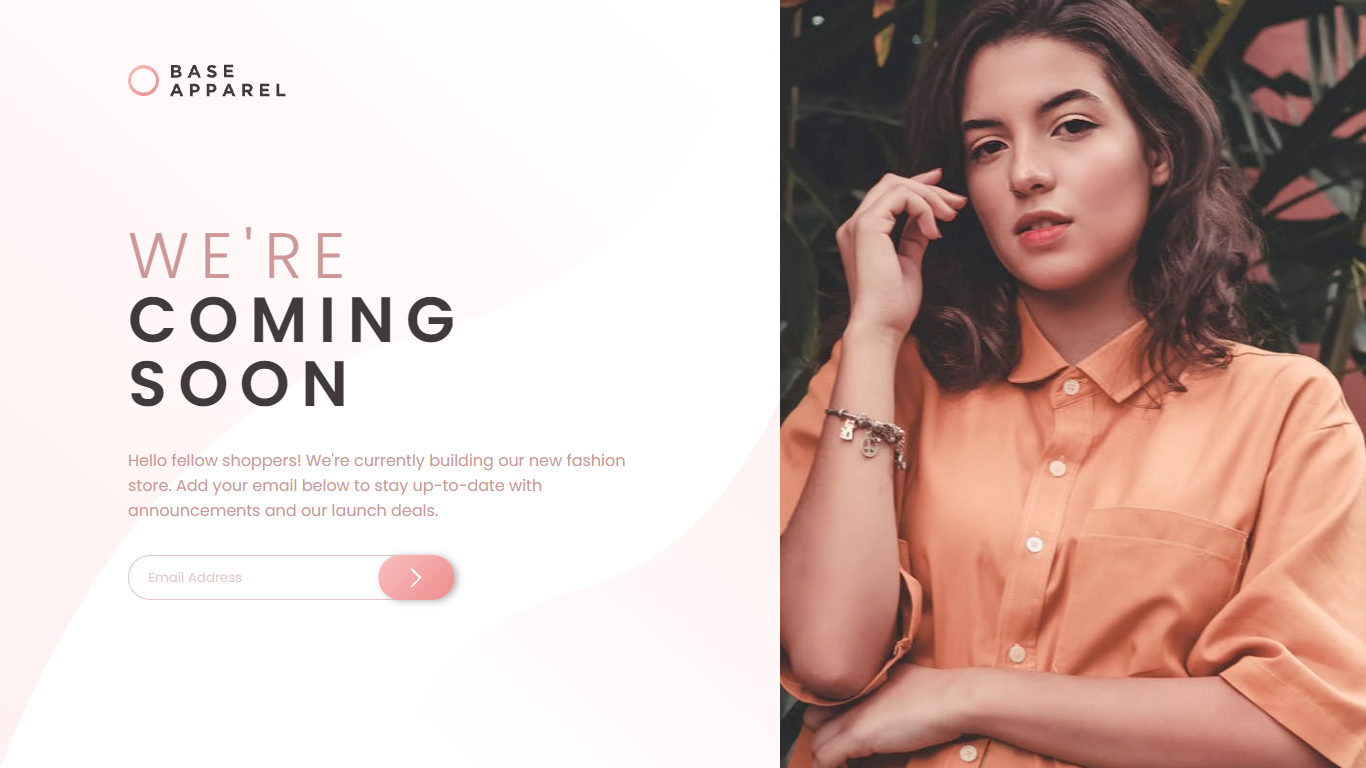 BASE
APPAREL
WE'RE
COMING
SOON
Hello fellow shoppers! We're currently building our new fashion
store. Add your email below to stay up-to-date with
announcements and our launch deals.
Email Address